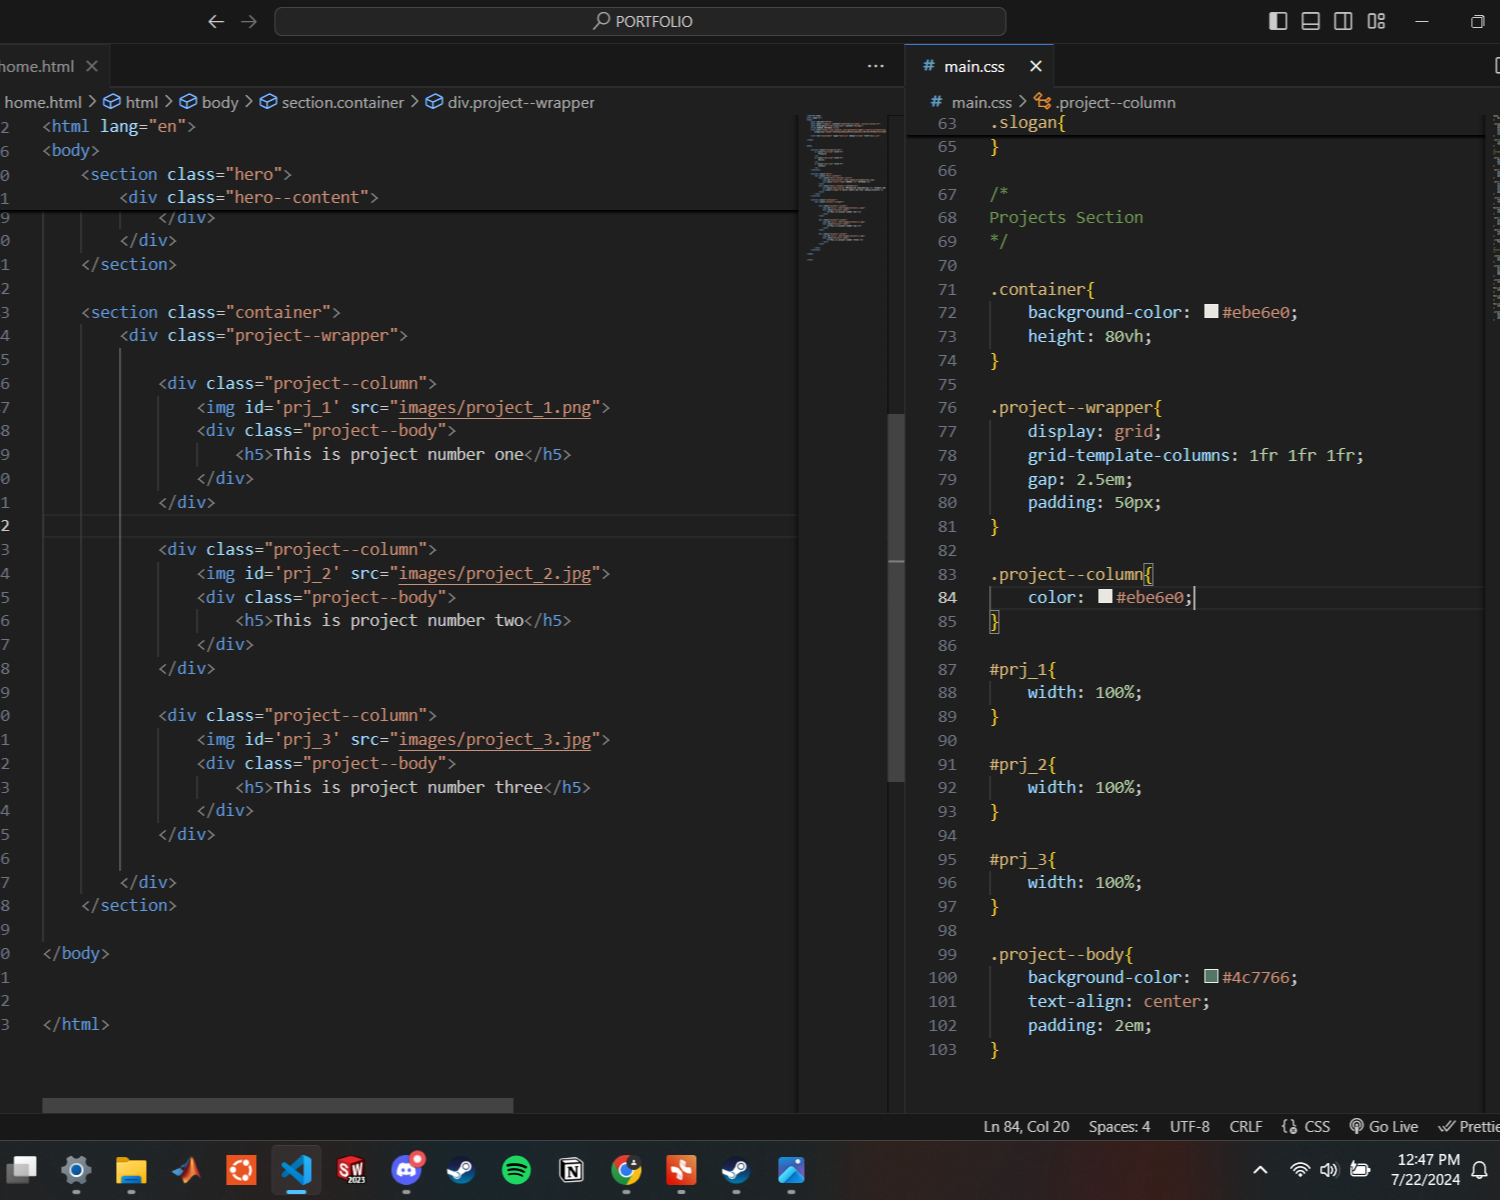 PORTFOLIO
home.html
main.css
home.html > html > body > section.container > div.project--wrapper
2 <html lang="en">
6 <body>
0 <section class="hero">
1 <div class="hero--content">
9 </div>
0 </div>
1 </section>
2
3 <section class="container">
4 <div class="project--wrapper">
5
6 <div class="project--column">
7 <img id='prj_1' src="images/project_1.png">
8 <div class="project--body">
9 <h5>This is project number one</h5>
0 </div>
1 </div>
2
3 <div class="project--column">
4 <img id='prj_2' src="images/project_2.jpg">
5 <div class="project--body">
6 <h5>This is project number two</h5>
7 </div>
8 </div>
9
0 <div class="project--column">
1 <img id='prj_3' src="images/project_3.jpg">
2 <div class="project--body">
3 <h5>This is project number three</h5>
4 </div>
5 </div>
6
7 </div>
8 </section>
9
0 </body>
1
2
3 </html>
# main.css
# main.css > .project--column
63 .slogan{
65 }
66
67 /*
68 Projects Section
69 */
70
71 .container{
72 background-color: #ebe6e0;
73 height: 80vh;
74 }
75
76 .project--wrapper{
77 display: grid;
78 grid-template-columns: 1fr 1fr 1fr;
79 gap: 2.5em;
80 padding: 50px;
81 }
82
83 .project--column{
84 color: #ebe6e0;
85 }
86
87 #prj_1{
88 width: 100%;
89 }
90
91 #prj_2{
92 width: 100%;
93 }
94
95 #prj_3{
96 width: 100%;
97 }
98
99 .project--body{
100 background-color: #4c7766;
101 text-align: center;
102 padding: 2em;
103 }
Ln 84, Col 20 Spaces: 4 UTF-8 CRLF CSS Go Live Prettie
SW 2023
12:47 PM
7/22/2024